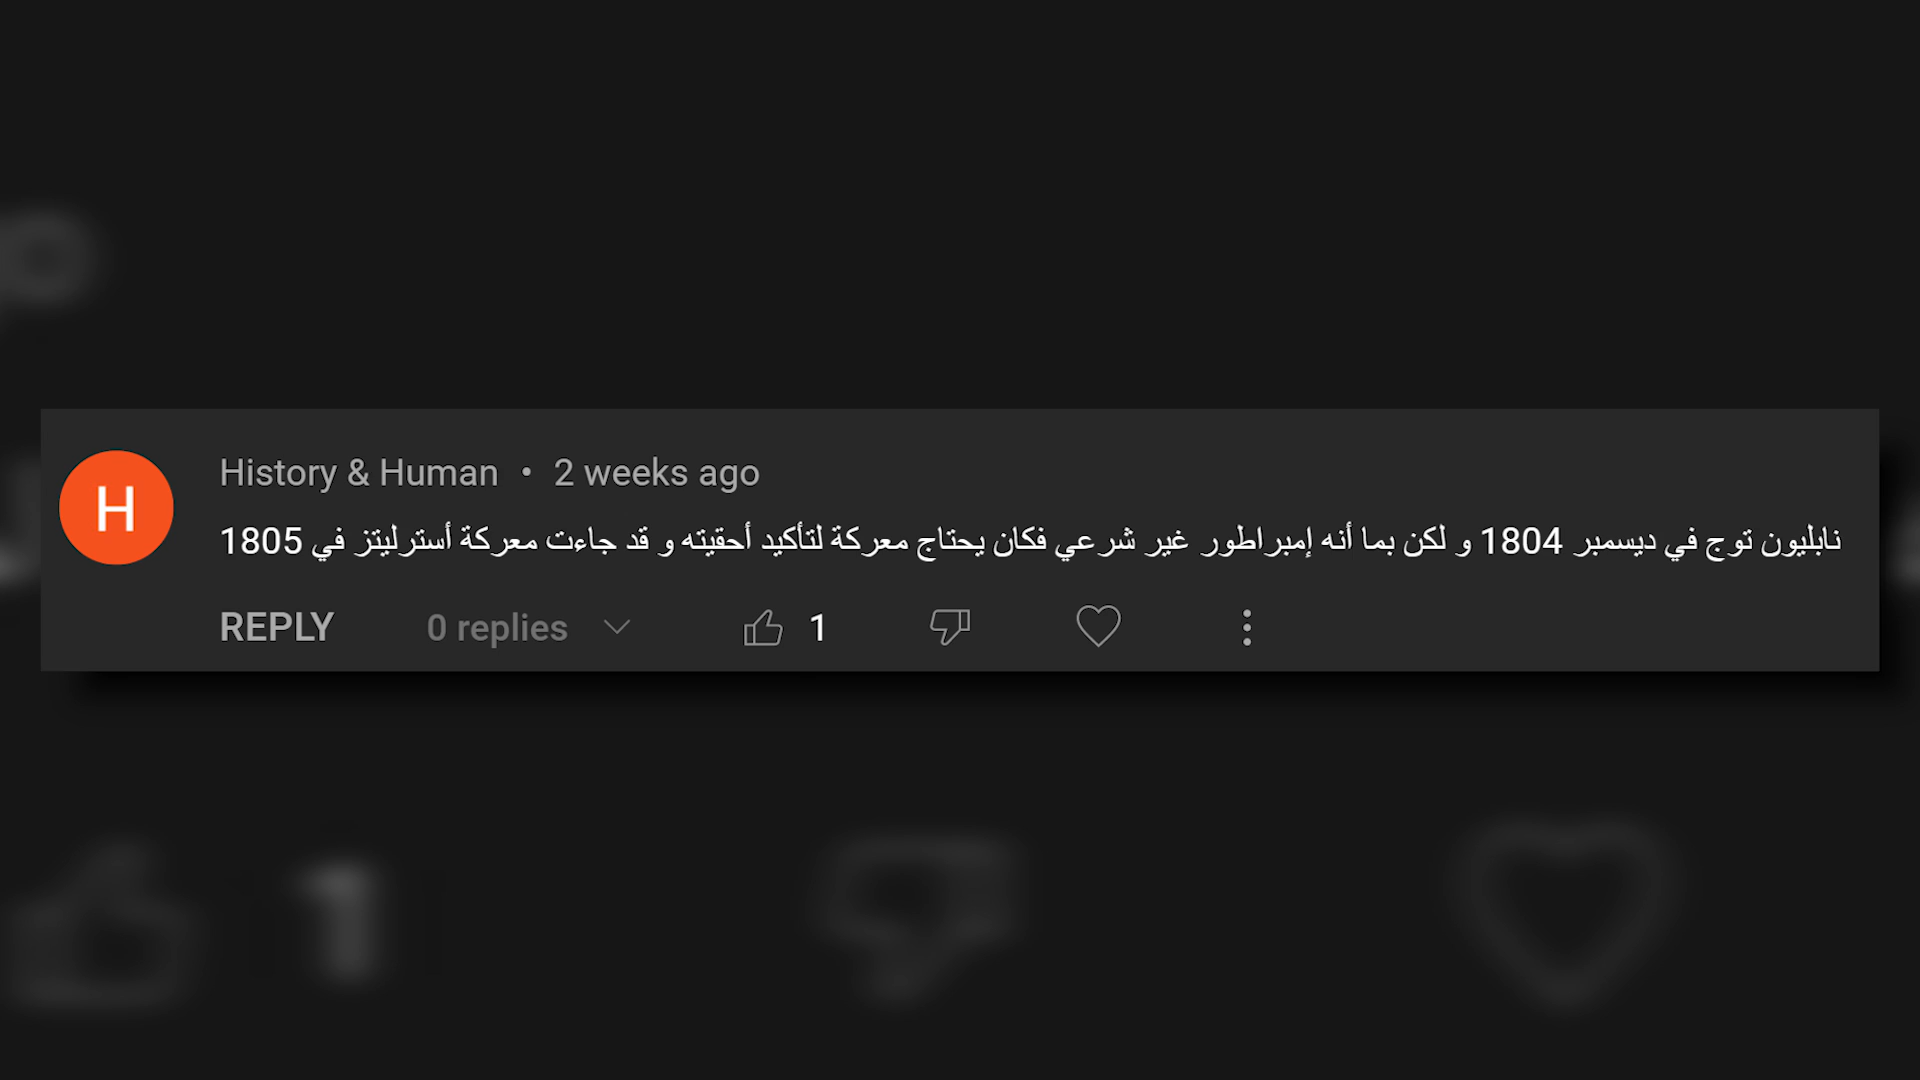 History & Human • 2 weeks ago
نابليون توج في ديسمبر 1804 و لكن بما أنه إمبراطور غير شرعي فكان يحتاج معركة لتأكيد أحقيته و قد جاءت معركة أسترليتز في 1805
REPLY 0 replies 1
H
1